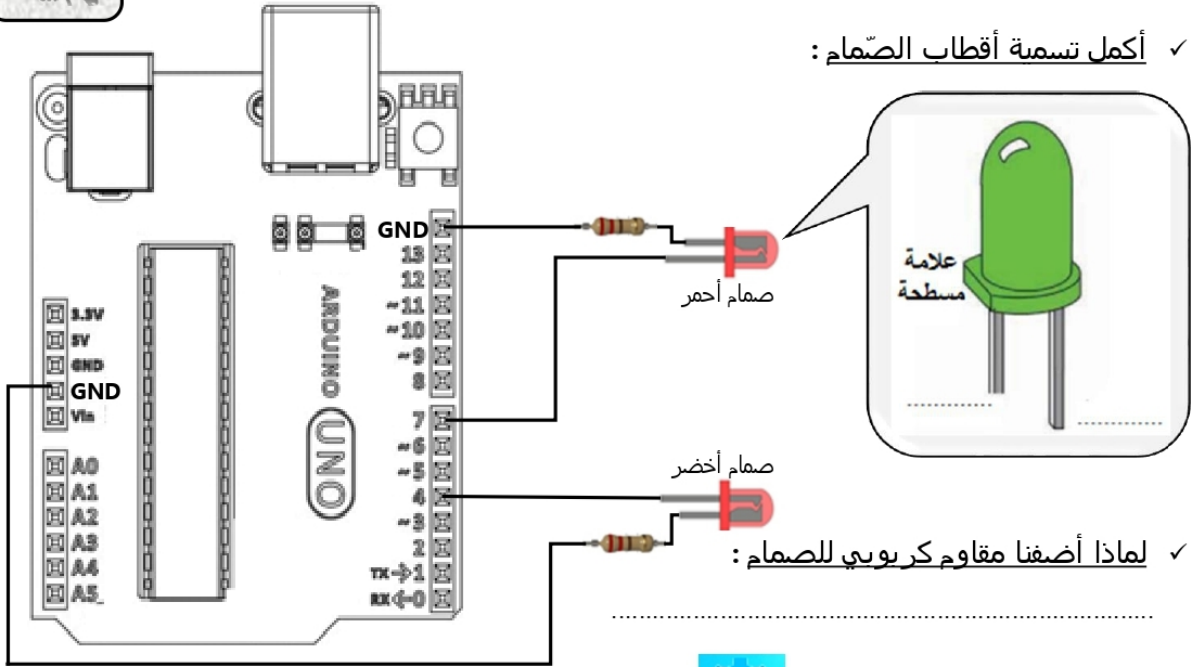 ✓ أكمل تسمية أقطاب الصّمام :
علامة
مسطحة
....................
....................
GND
13
12
~11
~10
~9
8
7
~6
~5
4
~3
2
TX→1
RX←0
ARDUINO
UNO
3.3V
5V
GND
GND
Vin
A0
A1
A2
A3
A4
A5
صمام أحمر
صمام أخضر
✓ لماذا أضفنا مقاوم كربوبي للصمام :
........................................................................................